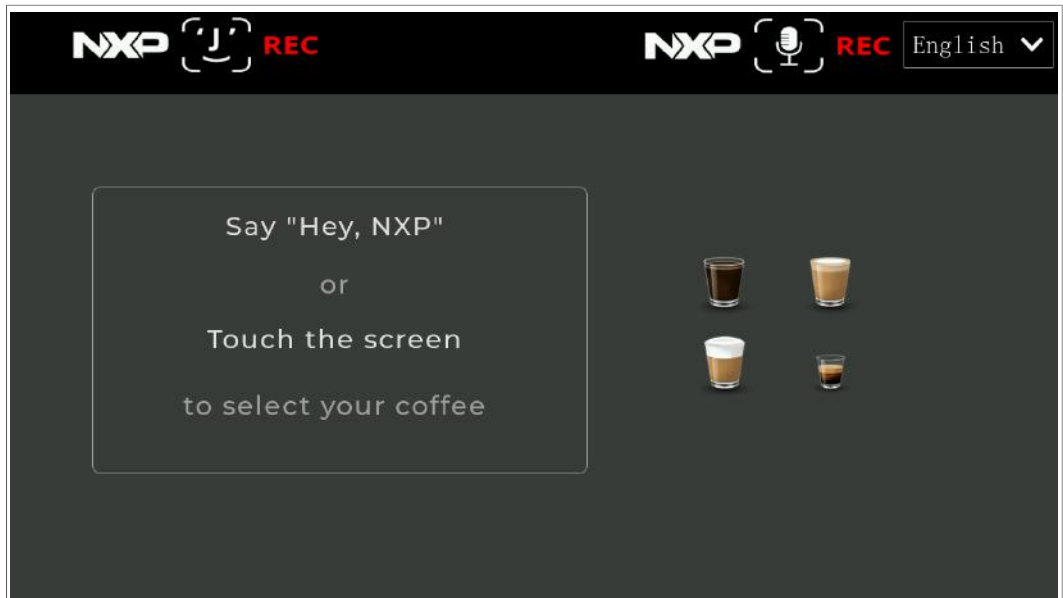 NXP REC NXP REC English
Say "Hey, NXP"
or
Touch the screen
to select your coffee